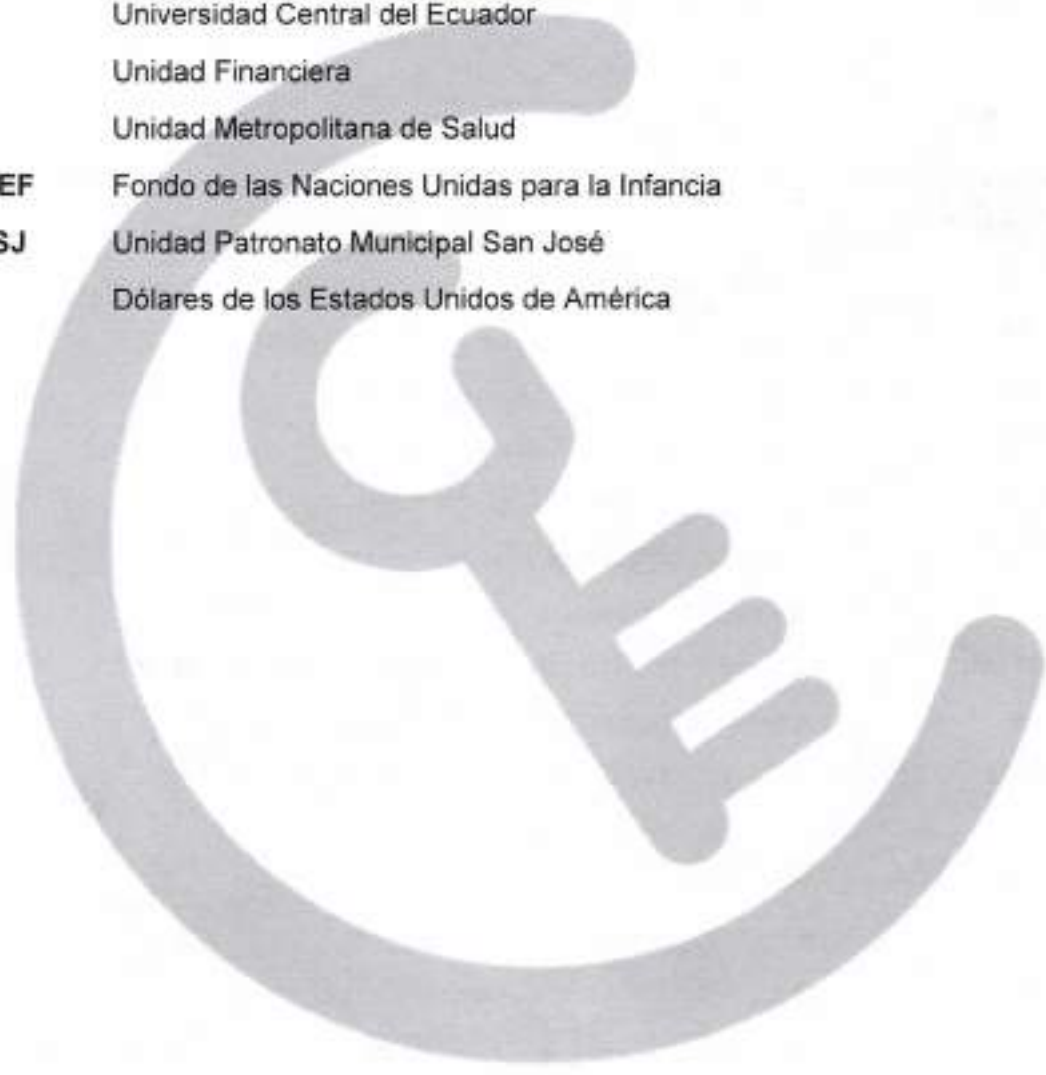 Universidad Central del Ecuador
Unidad Financiera
Unidad Metropolitana de Salud
EF Fondo de las Naciones Unidas para la Infancia
SJ Unidad Patronato Municipal San José
Dólares de los Estados Unidos de América